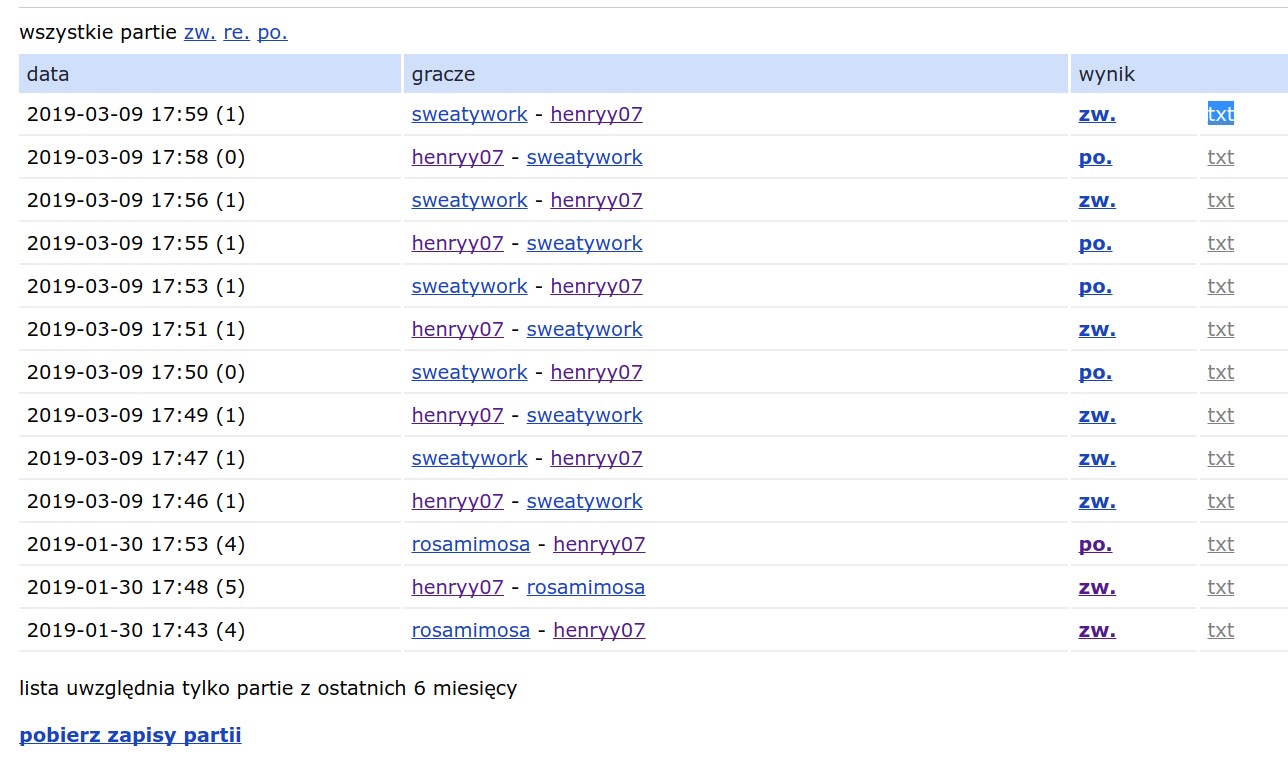 wszystkie partie zw. re. po.
data gracze wynik
2019-03-09 17:59 (1) sweatywork - henryy07 zw. txt
2019-03-09 17:58 (0) henryy07 - sweatywork po. txt
2019-03-09 17:56 (1) sweatywork - henryy07 zw. txt
2019-03-09 17:55 (1) henryy07 - sweatywork po. txt
2019-03-09 17:53 (1) sweatywork - henryy07 po. txt
2019-03-09 17:51 (1) henryy07 - sweatywork zw. txt
2019-03-09 17:50 (0) sweatywork - henryy07 po. txt
2019-03-09 17:49 (1) henryy07 - sweatywork zw. txt
2019-03-09 17:47 (1) sweatywork - henryy07 zw. txt
2019-03-09 17:46 (1) henryy07 - sweatywork zw. txt
2019-01-30 17:53 (4) rosamimosa - henryy07 po. txt
2019-01-30 17:48 (5) henryy07 - rosamimosa zw. txt
2019-01-30 17:43 (4) rosamimosa - henryy07 zw. txt
lista uwzględnia tylko partie z ostatnich 6 miesięcy
pobierz zapisy partii